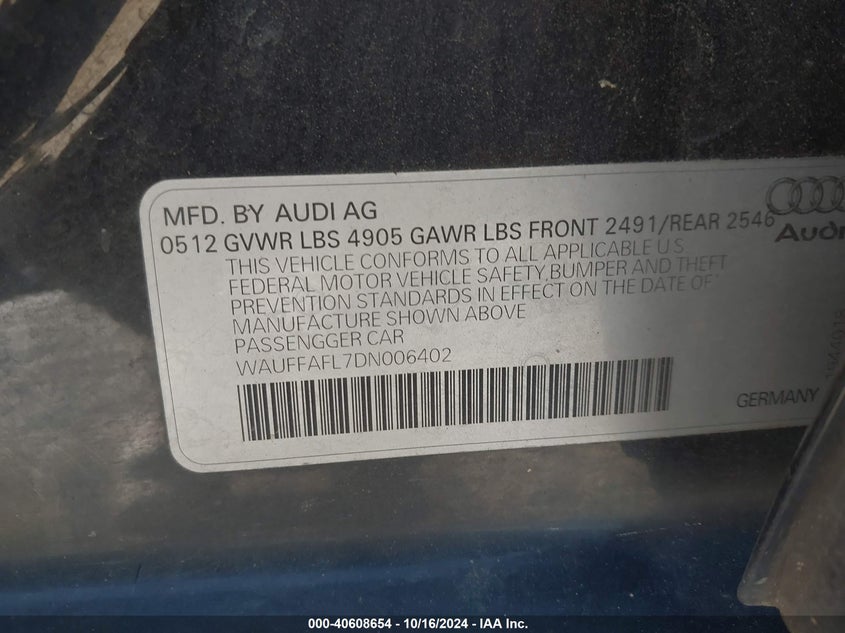 MFD. BY AUDI AG
0512 GVWR LBS 4905 GAWR LBS FRONT 2491/REAR 2546
Audi
THIS VEHICLE CONFORMS TO ALL APPLICABLE U.S.
FEDERAL MOTOR VEHICLE SAFETY,BUMPER AND THEFT
PREVENTION STANDARDS IN EFFECT ON THE DATE OF
MANUFACTURE SHOWN ABOVE
PASSENGGER CAR
WAUFFAFL7DN006402
GERMANY
000-40608654 - 10/16/2024 - IAA Inc.